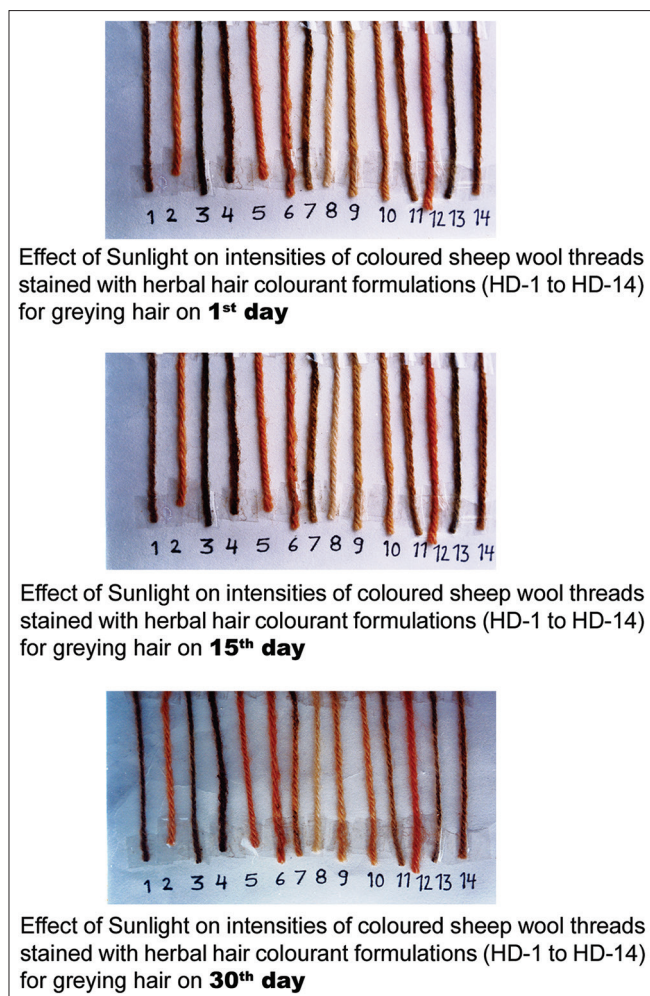 1 2 3 4 5 6 7 8 9 10 11 12 13 14
Effect of Sunlight on intensities of coloured sheep wool threads
stained with herbal hair colourant formulations (HD-1 to HD-14)
for greying hair on 1st day
1 2 3 4 5 6 7 8 9 10 11 12 13 14
Effect of Sunlight on intensities of coloured sheep wool threads
stained with herbal hair colourant formulations (HD-1 to HD-14)
for greying hair on 15th day
1 2 3 4 5 6 7 8 9 10 11 12 13 14
Effect of Sunlight on intensities of coloured sheep wool threads
stained with herbal hair colourant formulations (HD-1 to HD-14)
for greying hair on 30th day